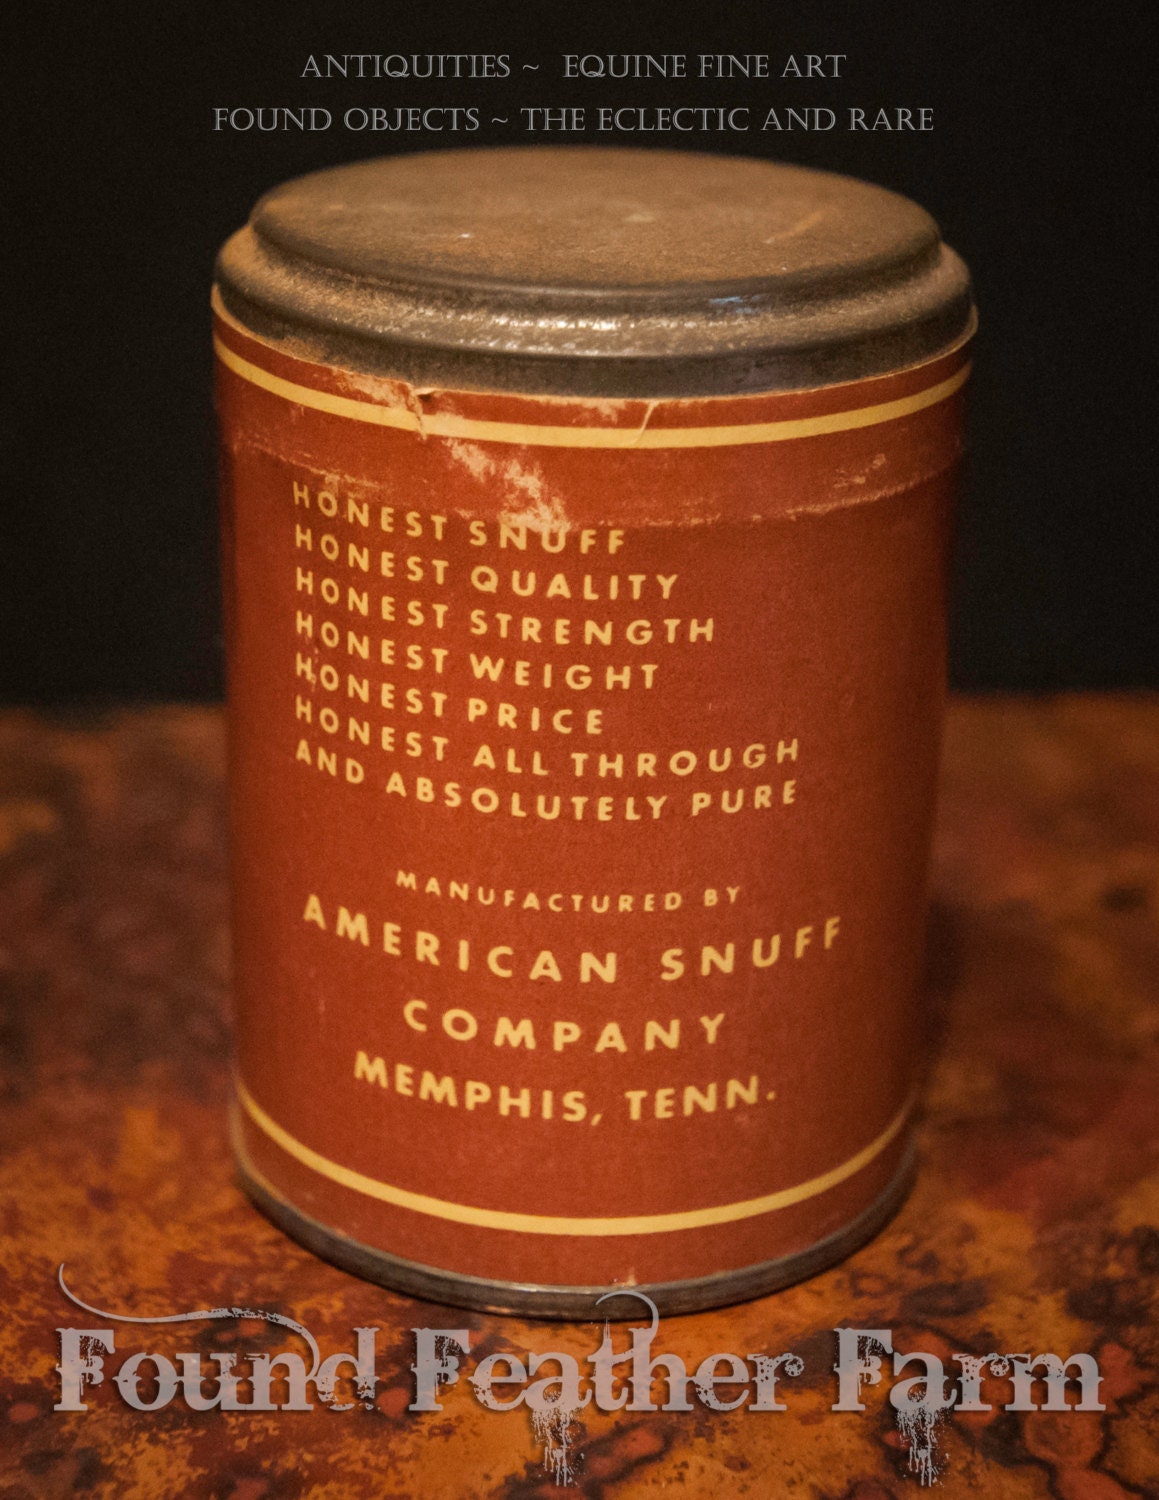 ANTIQUITIES ~ EQUINE FINE ART
FOUND OBJECTS ~ THE ECLECTIC AND RARE
HONEST SNUFF
HONEST QUALITY
HONEST STRENGTH
HONEST WEIGHT
HONEST PRICE
HONEST ALL THROUGH
AND ABSOLUTELY PURE
MANUFACTURED BY
AMERICAN SNUFF
COMPANY
MEMPHIS, TENN.
Found Feather Farm